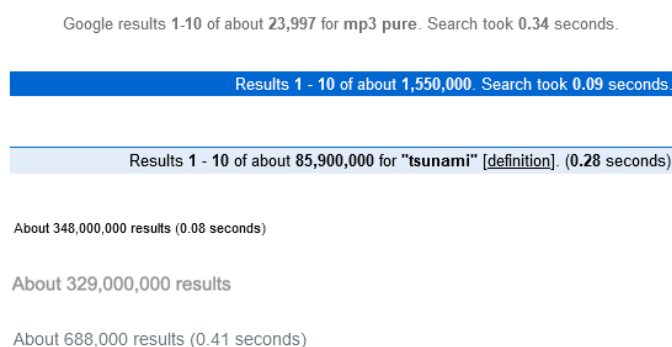 Google results 1-10 of about 23,997 for mp3 pure. Search took 0.34 seconds.
Results 1 - 10 of about 1,550,000. Search took 0.09 seconds.
Results 1 - 10 of about 85,900,000 for "tsunami" [definition]. (0.28 seconds)
About 348,000,000 results (0.08 seconds)
About 329,000,000 results
About 688,000 results (0.41 seconds)